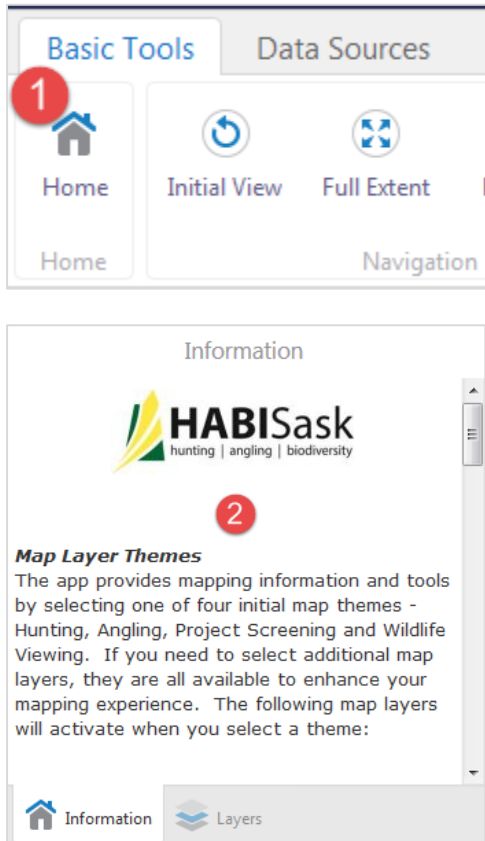 Basic Tools Data Sources
1
Home Initial View Full Extent
Home Navigation
Information
HABISask
hunting | angling | biodiversity
2
Map Layer Themes
The app provides mapping information and tools
by selecting one of four initial map themes -
Hunting, Angling, Project Screening and Wildlife
Viewing. If you need to select additional map
layers, they are all available to enhance your
mapping experience. The following map layers
will activate when you select a theme:
Information Layers